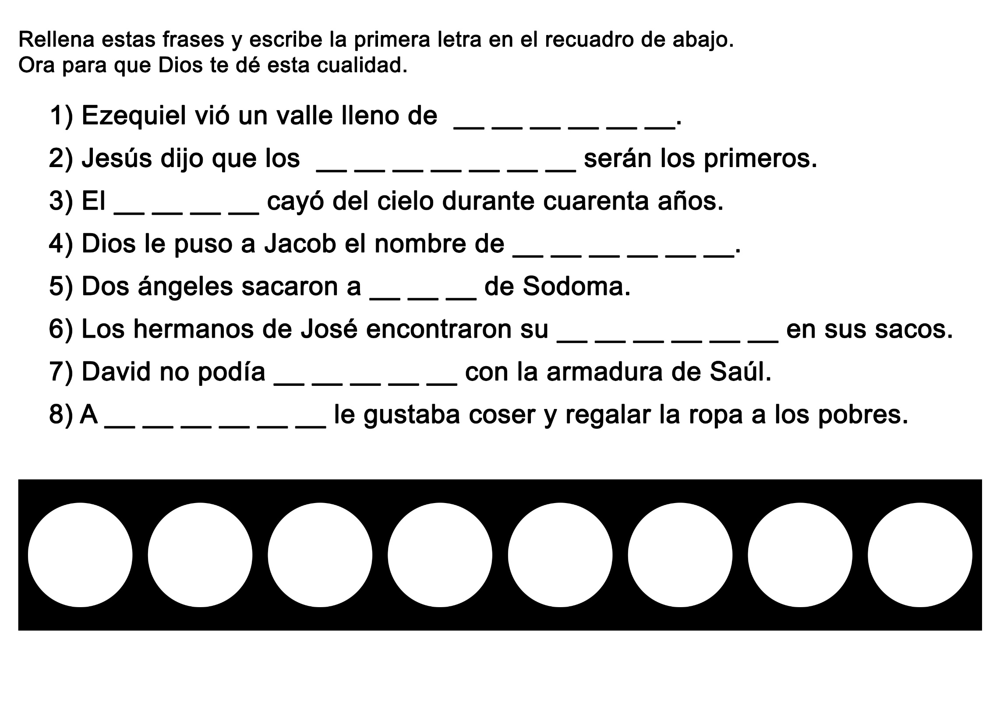 Rellena estas frases y escribe la primera letra en el recuadro de abajo.
Ora para que Dios te dé esta cualidad.
1) Ezequiel vió un valle lleno de __ __ __ __ __ __.
2) Jesús dijo que los __ __ __ __ __ __ __ serán los primeros.
3) El __ __ __ __ cayó del cielo durante cuarenta años.
4) Dios le puso a Jacob el nombre de __ __ __ __ __ __.
5) Dos ángeles sacaron a __ __ __ de Sodoma.
6) Los hermanos de José encontraron su __ __ __ __ __ __ en sus sacos.
7) David no podía __ __ __ __ __ con la armadura de Saúl.
8) A __ __ __ __ __ __ le gustaba coser y regalar la ropa a los pobres.